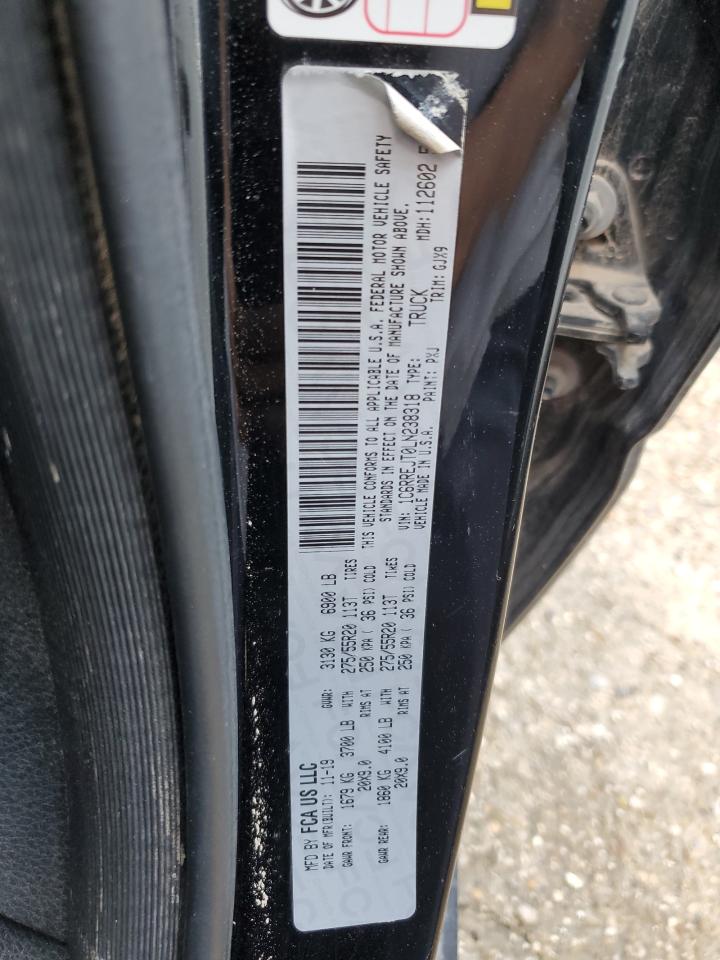 MFD BY FCA US LLC
DATE OF MFR(BUILT): 11-19 GVWR: 3130 KG 6900 LB
GAWR FRONT: 1679 KG 3700 LB WITH 275/55R20 113T TIRES
20X9.0 RIMS AT 250 KPA ( 36 PSI) COLD
GAWR REAR: 1860 KG 4100 LB WITH 275/55R20 113T TIRES
20X9.0 RIMS AT 250 KPA ( 36 PSI) COLD
THIS VEHICLE CONFORMS TO ALL APPLICABLE U.S.A. FEDERAL MOTOR VEHICLE SAFETY
STANDARDS IN EFFECT ON THE DATE OF MANUFACTURE SHOWN ABOVE.
VIN: 1C6RREJT0LN238318 TYPE: TRUCK MDH: 112602
VEHICLE MADE IN U.S.A. PAINT: PXJ TRIM: GJX9